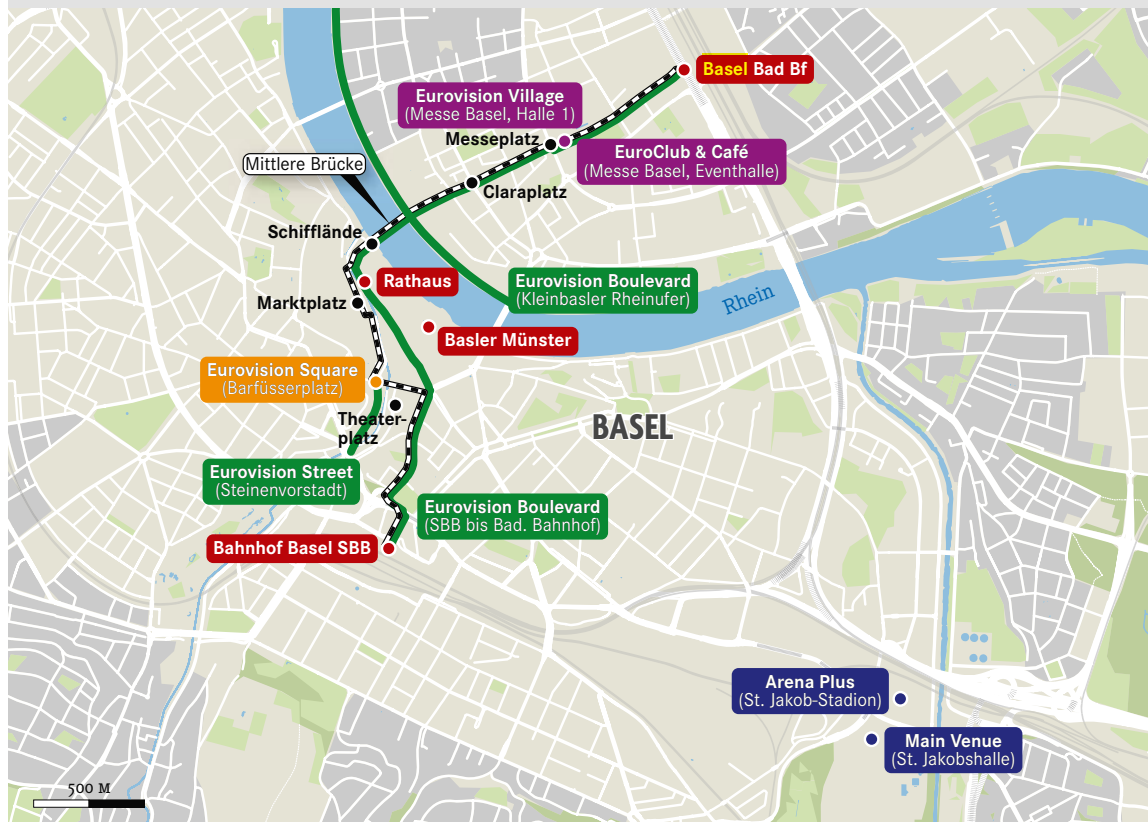 Basel Bad Bf
Eurovision Village
(Messe Basel, Halle 1)
Messeplatz
EuroClub & Café
(Messe Basel, Eventhalle)
Mittlere Brücke
Claraplatz
Schifflände
Rathaus
Eurovision Boulevard
(Kleinbasler Rheinufer)
Rhein
Marktplatz
Basler Münster
Eurovision Square
(Barfüsserplatz)
Theater-
platz
BASEL
Eurovision Street
(Steinenvorstadt)
Eurovision Boulevard
(SBB bis Bad. Bahnhof)
Bahnhof Basel SBB
Arena Plus
(St. Jakob-Stadion)
Main Venue
(St. Jakobshalle)
500 M